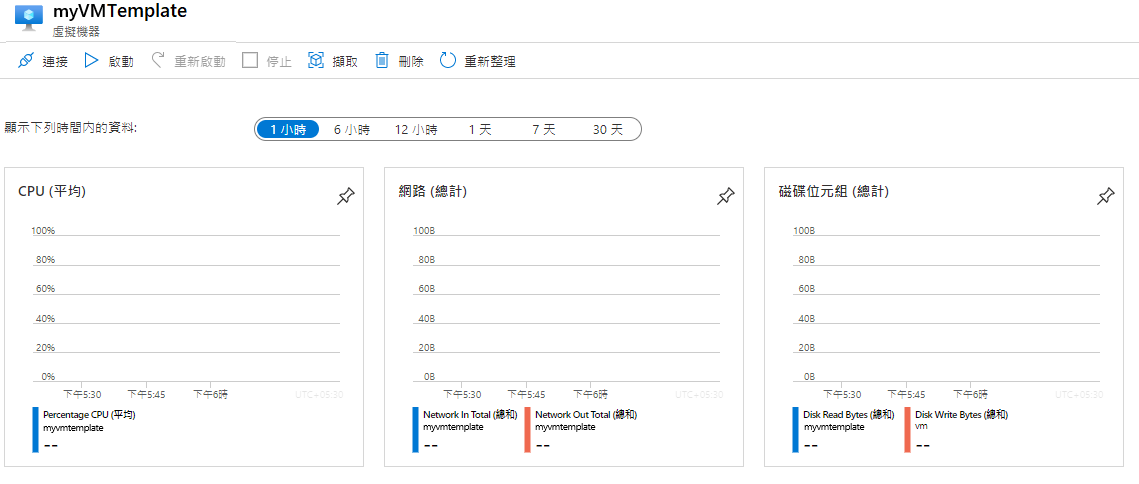 myVMTemplate
虛擬機器
連接 啟動 重新啟動 停止 擷取 刪除 重新整理
顯示下列時間內的資料: 1 小時 6 小時 12 小時 1 天 7 天 30 天
CPU (平均)
100%
80%
60%
40%
20%
0%
下午5:30 下午5:45 下午6時 UTC+05:30
Percentage CPU (平均)
myvmtemplate
--
網路 (總計)
100B
80B
60B
40B
20B
0B
下午5:30 下午5:45 下午6時 UTC+05:30
Network In Total (總和) Network Out Total (總和)
myvmtemplate myvmtemplate
-- --
磁碟位元組 (總計)
100B
80B
60B
40B
20B
0B
下午5:30 下午5:45 下午6時 UTC+05:30
Disk Read Bytes (總和) Disk Write Bytes (總和)
myvmtemplate vm
-- --